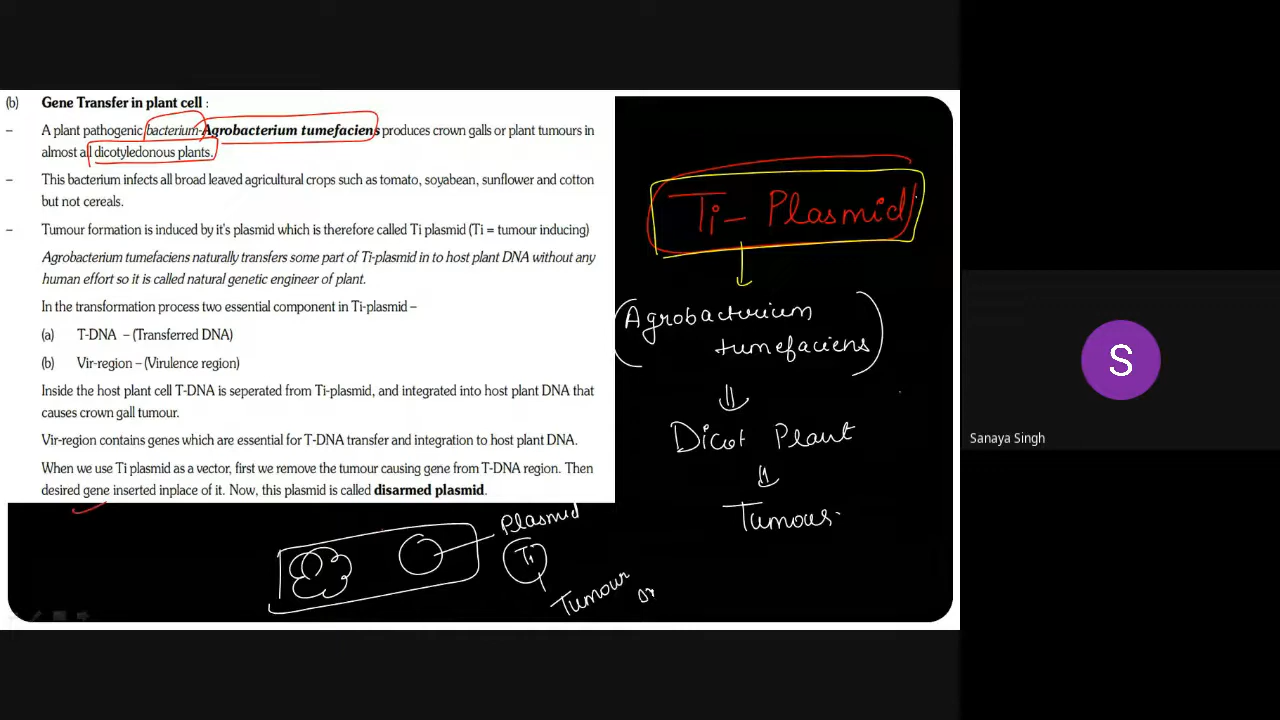 (b) Gene Transfer in plant cell :
– A plant pathogenic bacterium-Agrobacterium tumefaciens produces crown galls or plant tumours in
almost all dicotyledonous plants.
– This bacterium infects all broad leaved agricultural crops such as tomato, soyabean, sunflower and cotton
but not cereals.
– Tumour formation is induced by it's plasmid which is therefore called Ti plasmid (Ti = tumour inducing)
Agrobacterium tumefaciens naturally transfers some part of Ti-plasmid in to host plant DNA without any
human effort so it is called natural genetic engineer of plant.
In the transformation process two essential component in Ti-plasmid –
(a) T-DNA – (Transferred DNA)
(b) Vir-region – (Virulence region)
Inside the host plant cell T-DNA is seperated from Ti-plasmid, and integrated into host plant DNA that
causes crown gall tumour.
Vir-region contains genes which are essential for T-DNA transfer and integration to host plant DNA.
When we use Ti plasmid as a vector, first we remove the tumour causing gene from T-DNA region. Then
desired gene inserted inplace of it. Now, this plasmid is called disarmed plasmid.
Ti – Plasmid
(Agrobacterium
tumefaciens)
Dicot Plant
Tumour
Plasmid
Ti
Tumour
S
Sanaya Singh